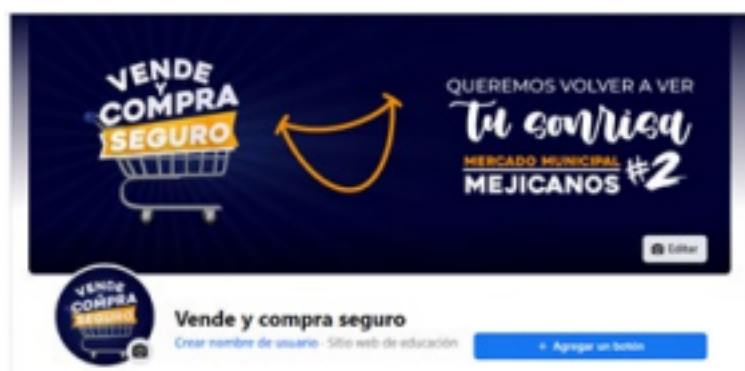 VENDE
Y
COMPRA
SEGURO
QUEREMOS VOLVER A VER
Tu sonrisa
MERCADO MUNICIPAL
MEJICANOS #2
Editar
VENDE
Y
COMPRA
SEGURO
Vende y compra seguro
Crear nombre de usuario · Sitio web de educación
+ Agregar un botón